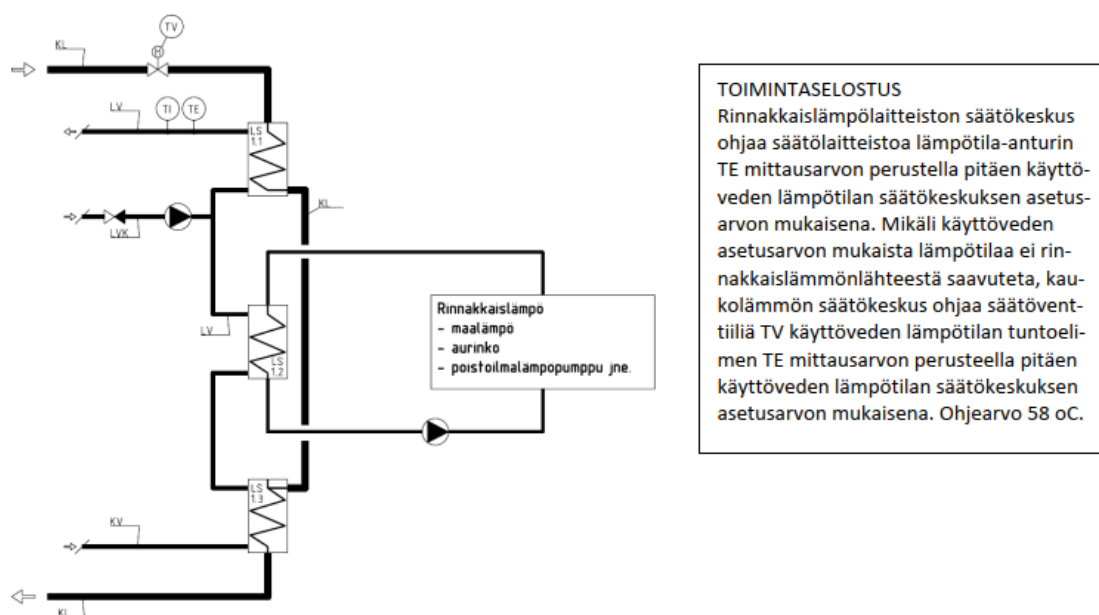 TV
M
KL
LV
TI
TE
LS
1.1
KL
LVK
Rinnakkaislämpö
- maalämpö
- aurinko
- poistoilmalämpöpumppu jne.
LV
LS
1.2
LS
1.3
KV
KL
TOIMINTASELOSTUS
Rinnakkaislämpölaitteiston säätökeskus
ohjaa säätölaitteistoa lämpötila-anturin
TE mittausarvon perustella pitäen käyttö-
veden lämpötilan säätökeskuksen asetus-
arvon mukaisena. Mikäli käyttöveden
asetusarvon mukaista lämpötilaa ei rin-
nakkaislämmönlähteestä saavuteta, kau-
kolämmön säätökeskus ohjaa säätövent-
tiiliä TV käyttöveden lämpötilan tuntoeli-
men TE mittausarvon perusteella pitäen
käyttöveden lämpötilan säätökeskuksen
asetusarvon mukaisena. Ohjearvo 58 oC.